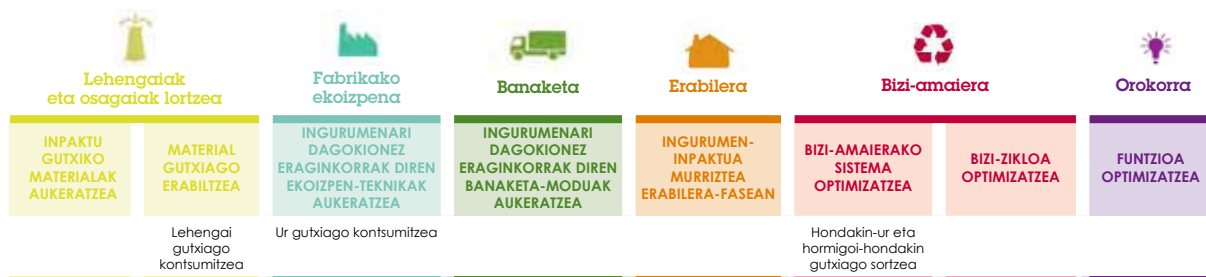 Lehengaiak
eta osagaiak lortzea
Fabrikako
ekoizpena
Banaketa
Erabilera
Bizi-amaiera
Orokorra
INPAKTU
GUTXIKO
MATERIALAK
AUKERATZEA
MATERIAL
GUTXIAGO
ERABILTZEA
INGURUMENARI
DAGOKIONEZ
ERAGINKORRAK DIREN
EKOIZPEN-TEKNIKAK
AUKERATZEA
INGURUMENARI
DAGOKIONEZ
ERAGINKORRAK DIREN
BANAKETA-MODUAK
AUKERATZEA
INGURUMEN-
INPAKTUA
MURRIZTEA
ERABILERA-FASEAN
BIZI-AMAIERAKO
SISTEMA
OPTIMIZATZEA
BIZI-ZIKLOA
OPTIMIZATZEA
FUNTZIOA
OPTIMIZATZEA
Lehengai
gutxiago
kontsumitzea
Ur gutxiago kontsumitzea
Hondakin-ur eta
hormigoi-hondakin
gutxiago sortzea